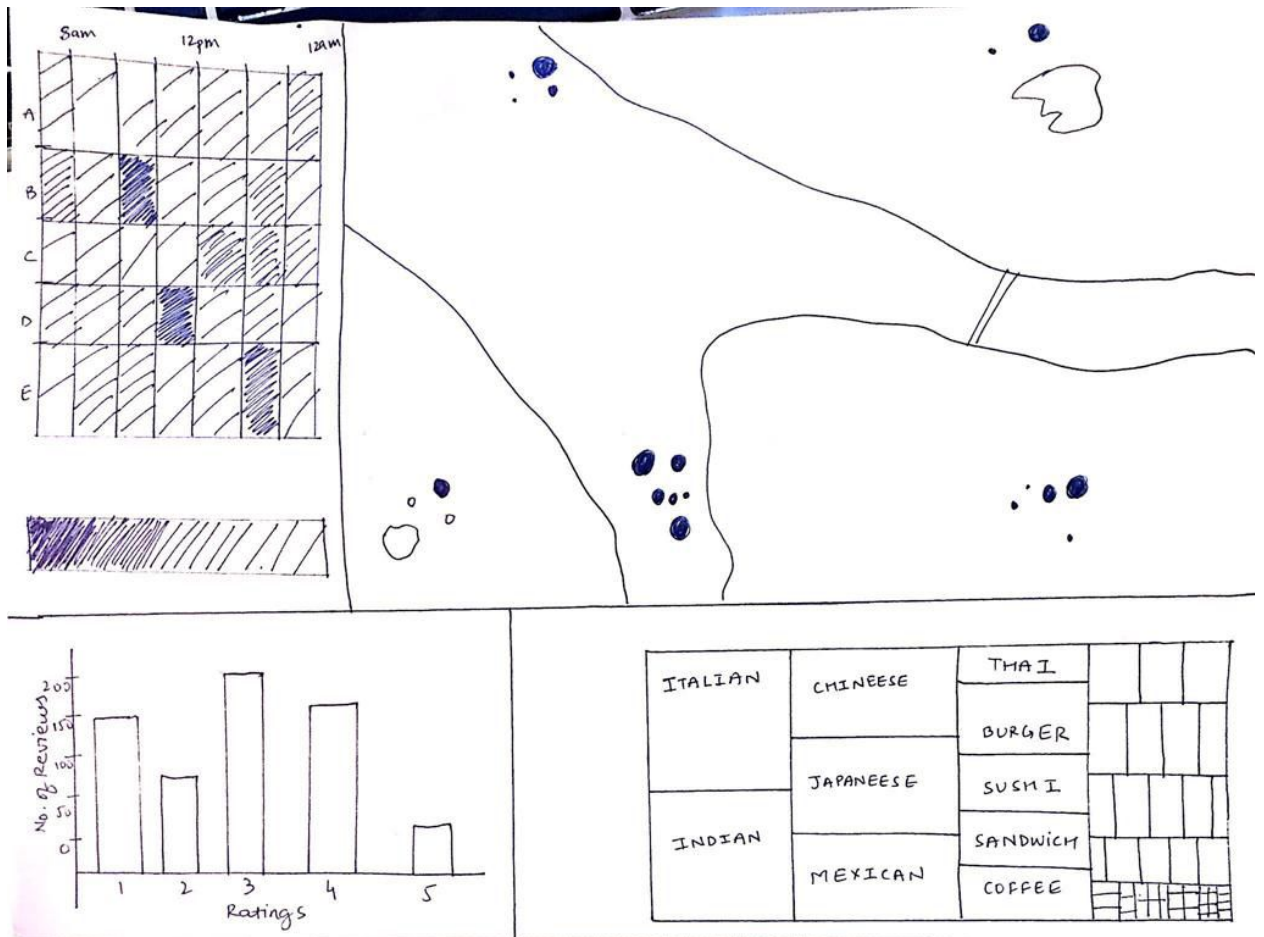 8am 12pm 12am
A
B
C
D
E
No. of Reviews
200
150
100
50
0
1 2 3 4 5
Ratings
ITALIAN
INDIAN
CHINEESE
JAPANEESE
MEXICAN
THAI
BURGER
SUSHI
SANDWICH
COFFEE